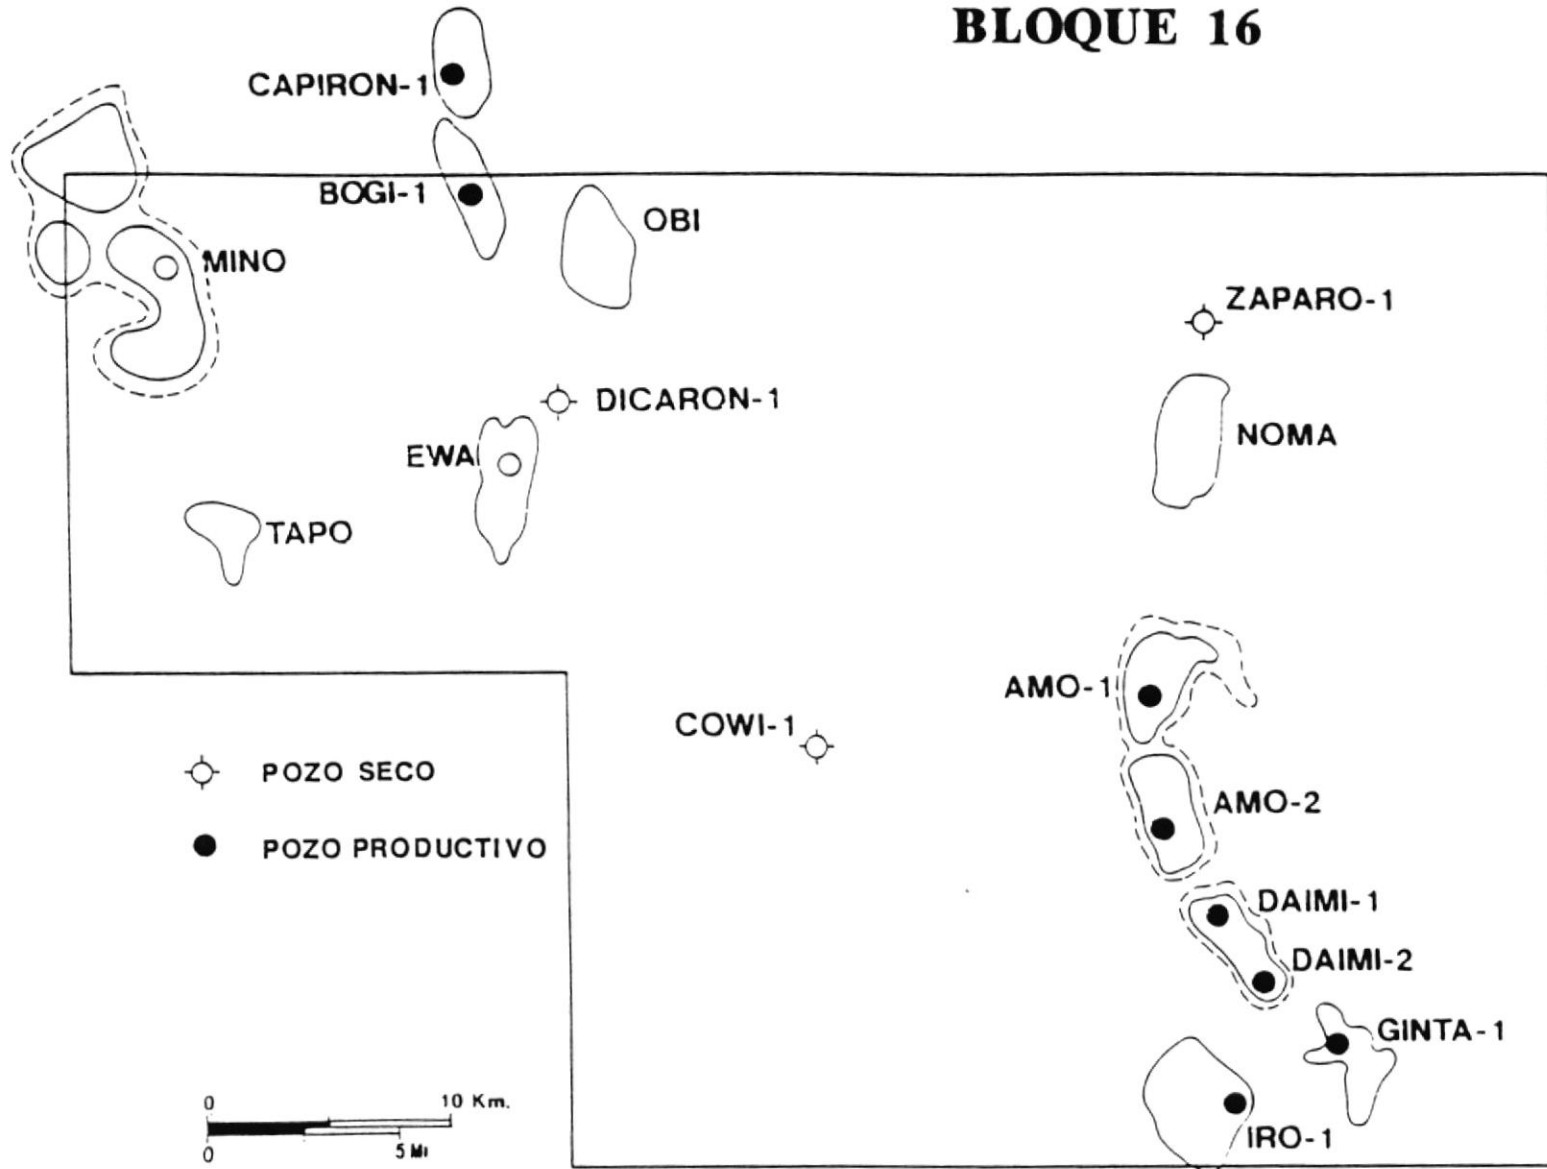 BLOQUE 16
CAPIRON-1
BOGI-1
OBI
MINO
ZAPARO-1
DICARON-1
NOMA
EWA
TAPO
AMO-1
COWI-1
POZO SECO
AMO-2
POZO PRODUCTIVO
DAIMI-1
DAIMI-2
GINTA-1
0 10 Km.
IRO-1
0 5 Mi